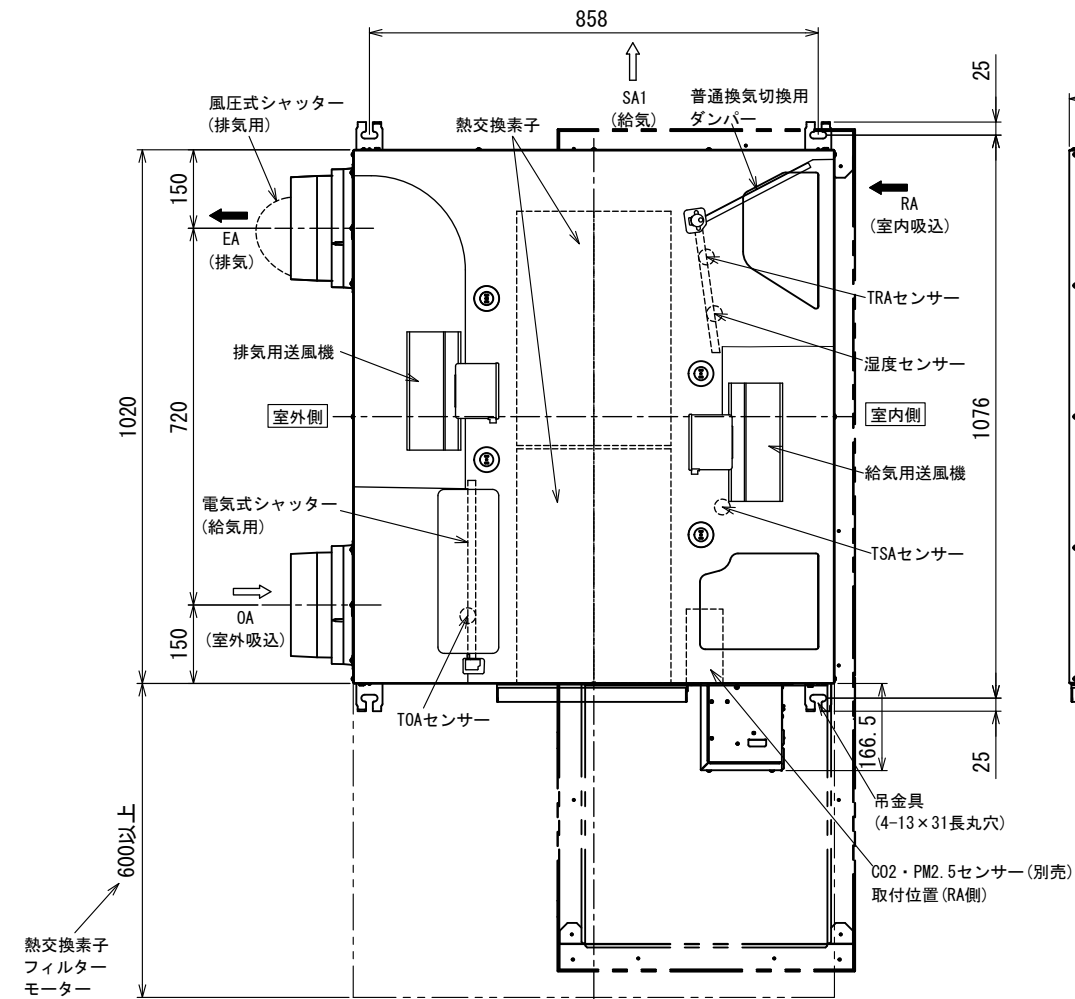 858
25
SA1
(給気)
普通換気切換用
ダンパー
風圧式シャッター
(排気用)
熱交換素子
150
EA
(排気)
RA
(室内吸込)
TRAセンサー
湿度センサー
排気用送風機
室外側
室内側
1020
720
1076
給気用送風機
電気式シャッター
(給気用)
TSAセンサー
OA
(室外吸込)
150
TOAセンサー
166.5
25
吊金具
(4-13×31長丸穴)
600以上
CO2・PM2.5センサー(別売)
取付位置(RA側)
熱交換素子
フィルター
モーター